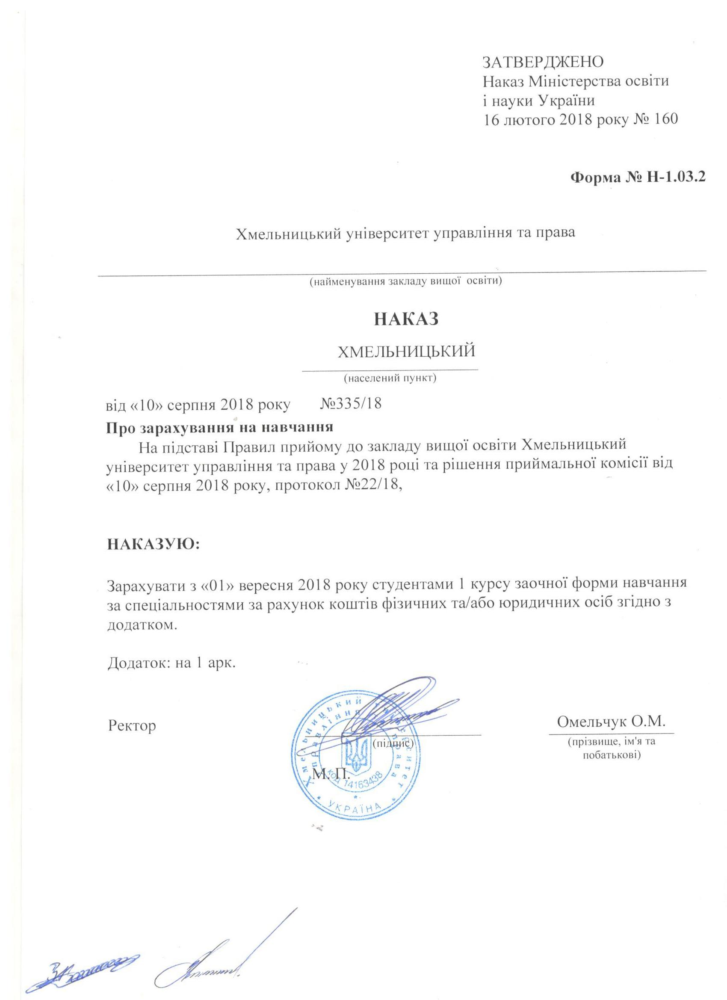 ЗАТВЕРДЖЕНО
Наказ Міністерства освіти
і науки України
16 лютого 2018 року № 160
Форма № Н-1.03.2
Хмельницький університет управління та права
(найменування закладу вищої освіти)
НАКАЗ
ХМЕЛЬНИЦЬКИЙ
(населений пункт)
від «10» серпня 2018 року №335/18
Про зарахування на навчання
На підставі Правил прийому до закладу вищої освіти Хмельницький
університет управління та права у 2018 році та рішення приймальної комісії від
«10» серпня 2018 року, протокол №22/18,
НАКАЗУЮ:
Зарахувати з «01» вересня 2018 року студентами 1 курсу заочної форми навчання
за спеціальностями за рахунок коштів фізичних та/або юридичних осіб згідно з
додатком.
Додаток: на 1 арк.
Ректор
Омельчук О.М.
(підпис)
(прізвище, ім'я та
побатькові)
М. П.
Хмельницький університет
управління та права
код 14163438
* УКРАЇНА *